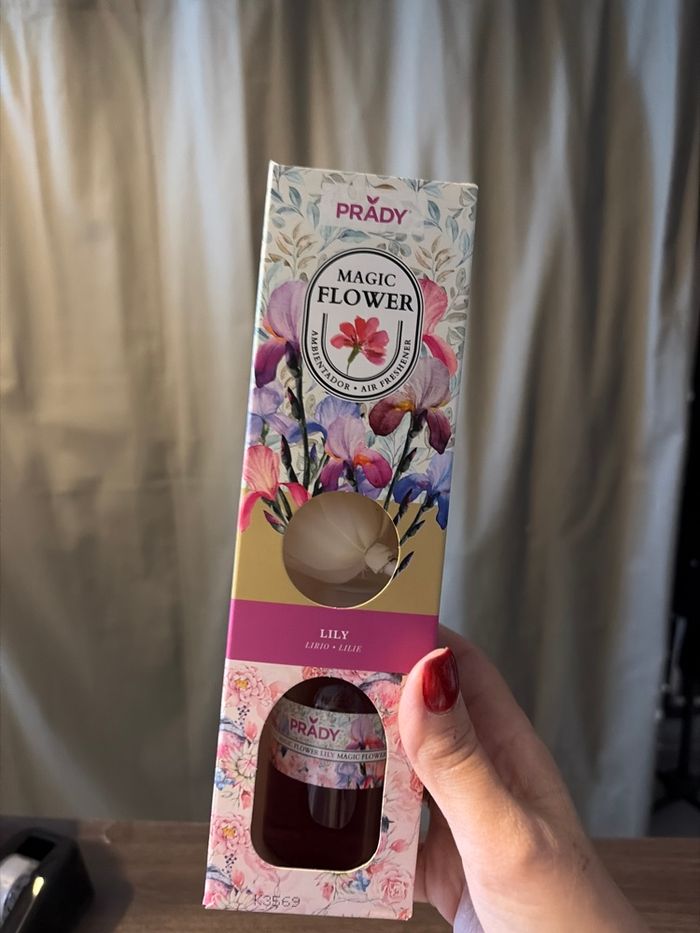 PRADY
MAGIC
FLOWER
AMBIENTADOR • AIR FRESHENER
LILY
LIRIO • LILIE
PRADY
FLOWER LILY MAGIC FLOWER
K3569